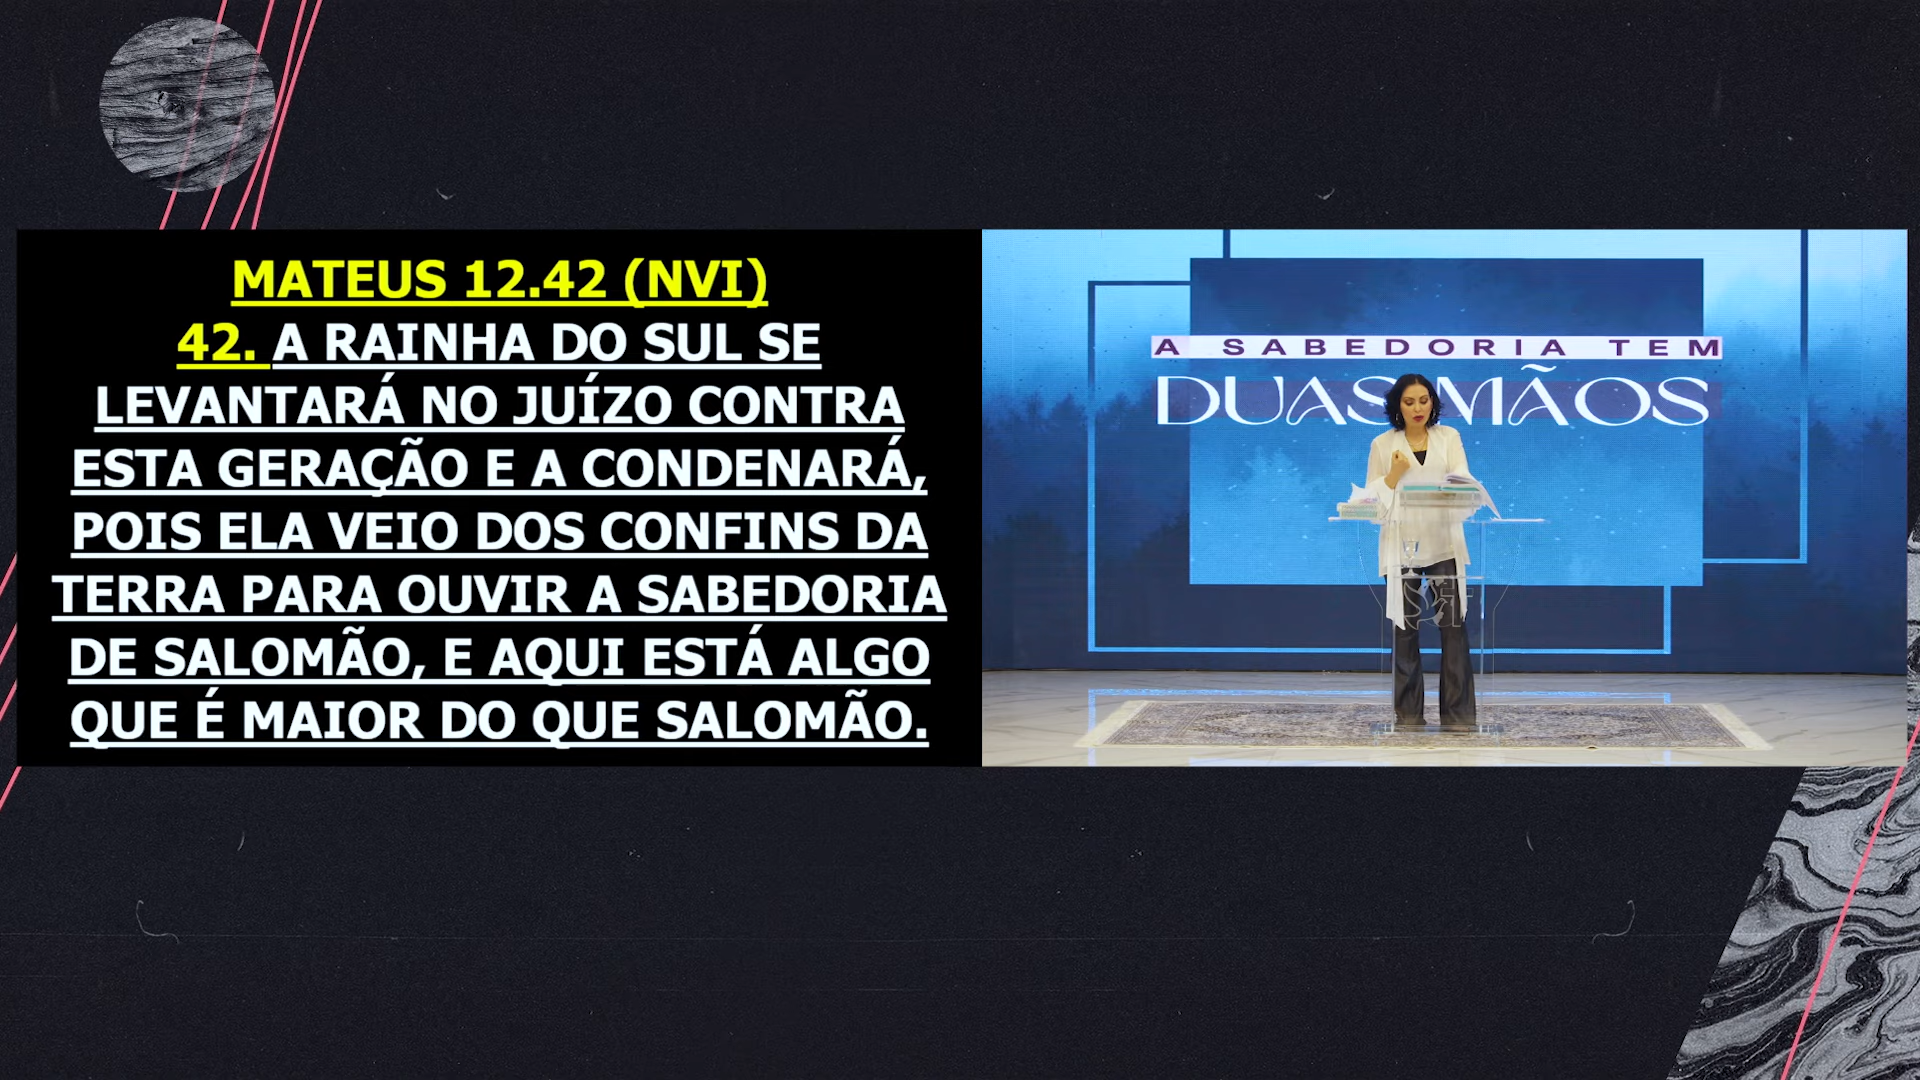 MATEUS 12.42 (NVI)
42. A RAINHA DO SUL SE
LEVANTARÁ NO JUÍZO CONTRA
ESTA GERAÇÃO E A CONDENARÁ,
POIS ELA VEIO DOS CONFINS DA
TERRA PARA OUVIR A SABEDORIA
DE SALOMÃO, E AQUI ESTÁ ALGO
QUE É MAIOR DO QUE SALOMÃO.
A SABEDORIA TEM
DUAS MÃOS